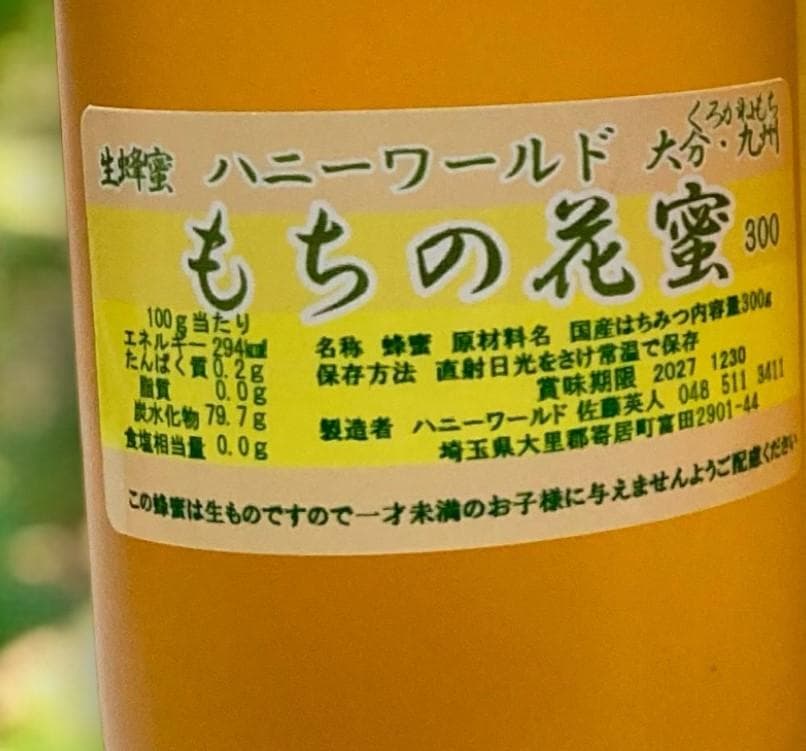 くろがねもち
生蜂蜜 ハニーワールド 大分・九州
もちの花蜜 300
100g当たり
エネルギー 294kcal
たんぱく質 0.2g
脂質 0.0g
炭水化物 79.7g
食塩相当量 0.0g
名称 蜂蜜 原材料名 国産はちみつ内容量300g
保存方法 直射日光をさけ常温で保存
賞味期限 2027 1230
製造者 ハニーワールド 佐藤英人 048 511 3411
埼玉県大里郡寄居町富田2901-44
この蜂蜜は生ものですので一才未満のお子様に与えませんようご配慮ください